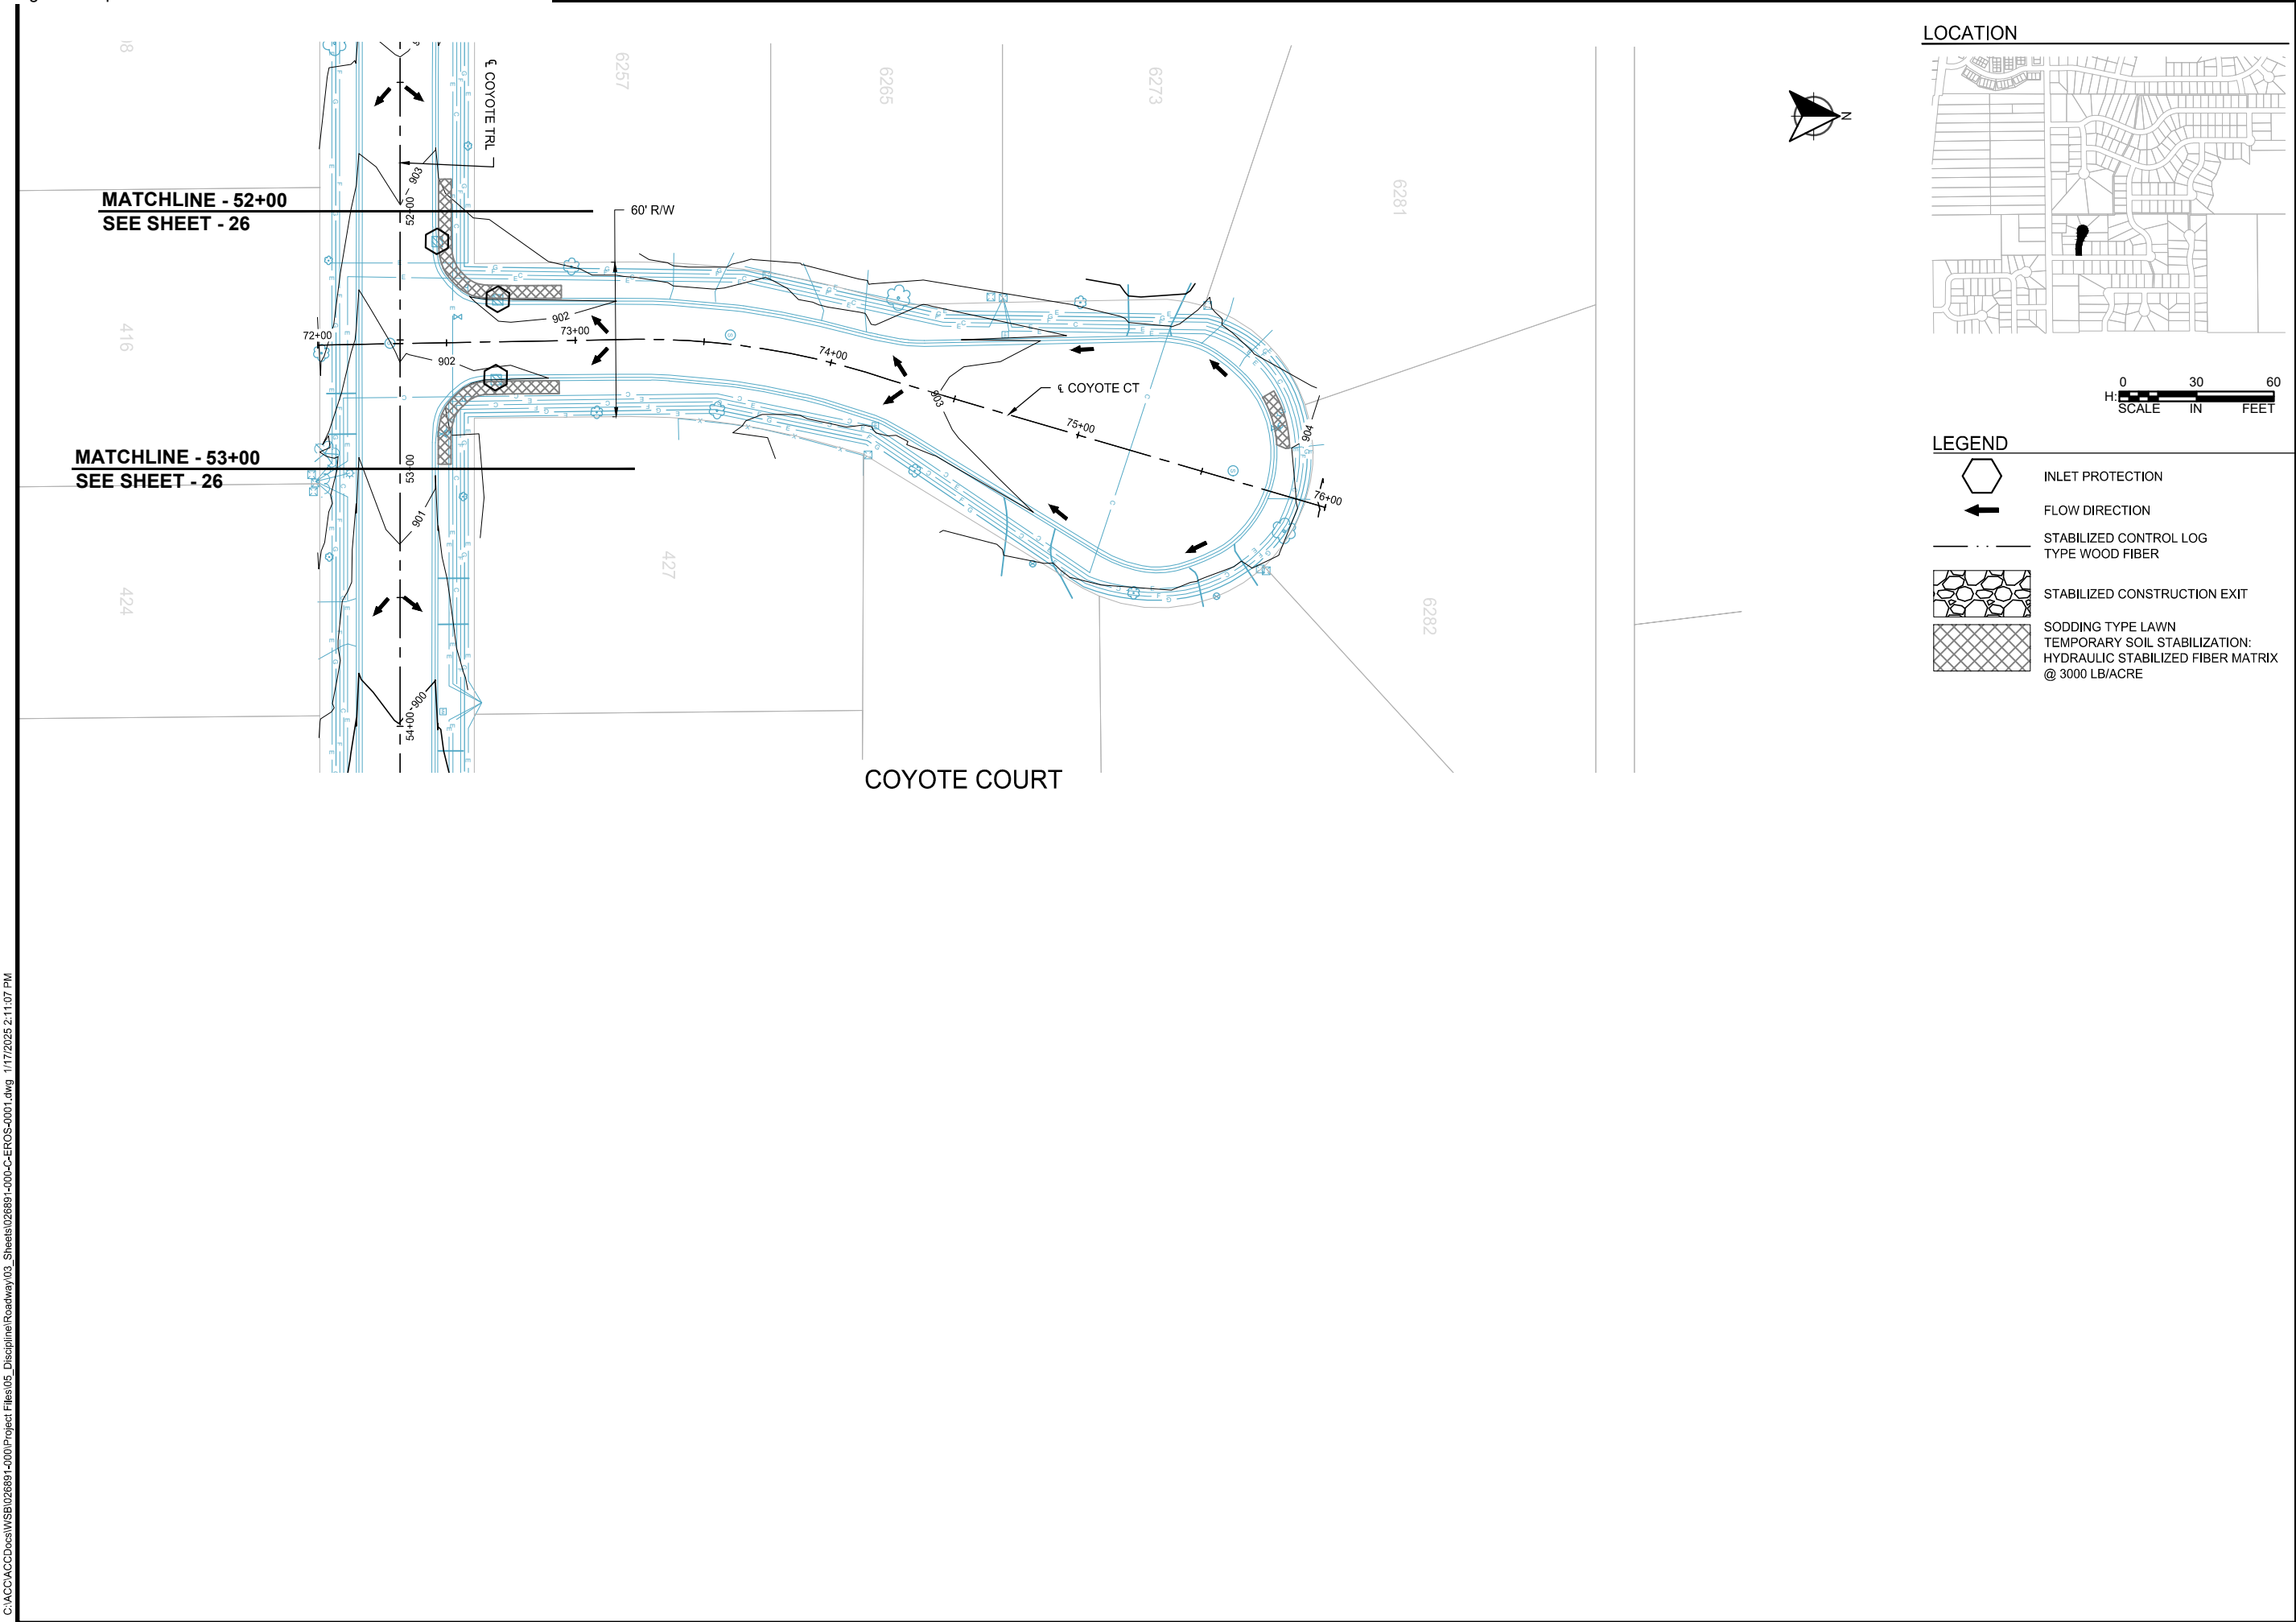 LOCATION
N
℄ COYOTE TRL
6257
6265
6273
6281
903
MATCHLINE - 52+00
SEE SHEET - 26
52+00
60' R/W
416
72+00
902
73+00
902
74+00
903
℄ COYOTE CT
75+00
904
76+00
MATCHLINE - 53+00
SEE SHEET - 26
53+00
901
424
427
6282
54+00
900
COYOTE COURT
0 30 60
H:
SCALE IN FEET
LEGEND
INLET PROTECTION
FLOW DIRECTION
STABILIZED CONTROL LOG
TYPE WOOD FIBER
STABILIZED CONSTRUCTION EXIT
SODDING TYPE LAWN
TEMPORARY SOIL STABILIZATION:
HYDRAULIC STABILIZED FIBER MATRIX
@ 3000 LB/ACRE
C:\ACC\ACCDocs\WSB\026891-000\Project Files\05_Discipline\Roadway\03_Sheets\026891-000-C-EROS-0001.dwg 1/17/2025 2:11:07 PM